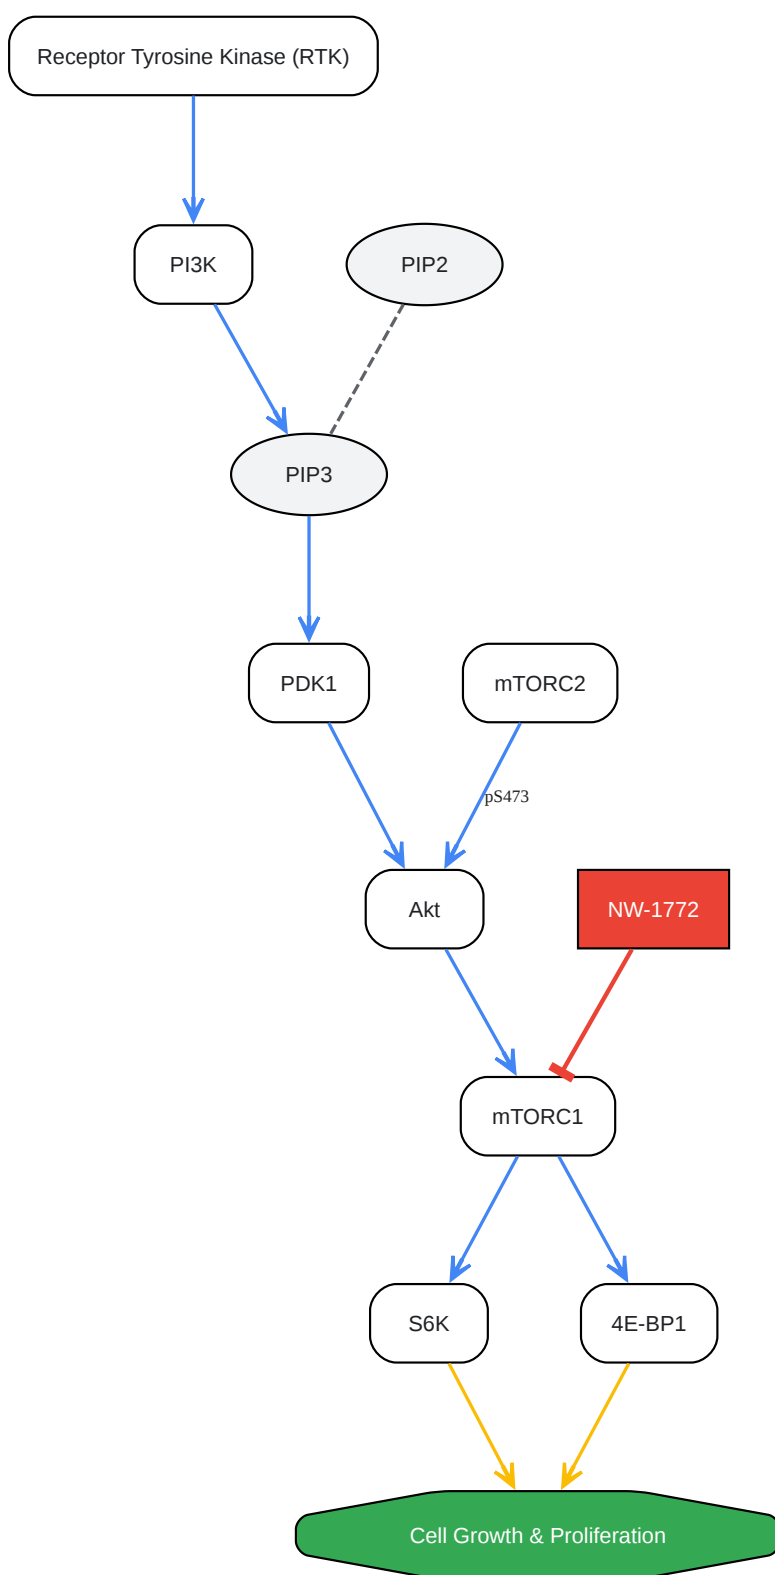 Receptor Tyrosine Kinase (RTK)
PI3K
PIP2
PIP3
PDK1
mTORC2
pS473
Akt
NW-1772
mTORC1
S6K
4E-BP1
Cell Growth & Proliferation